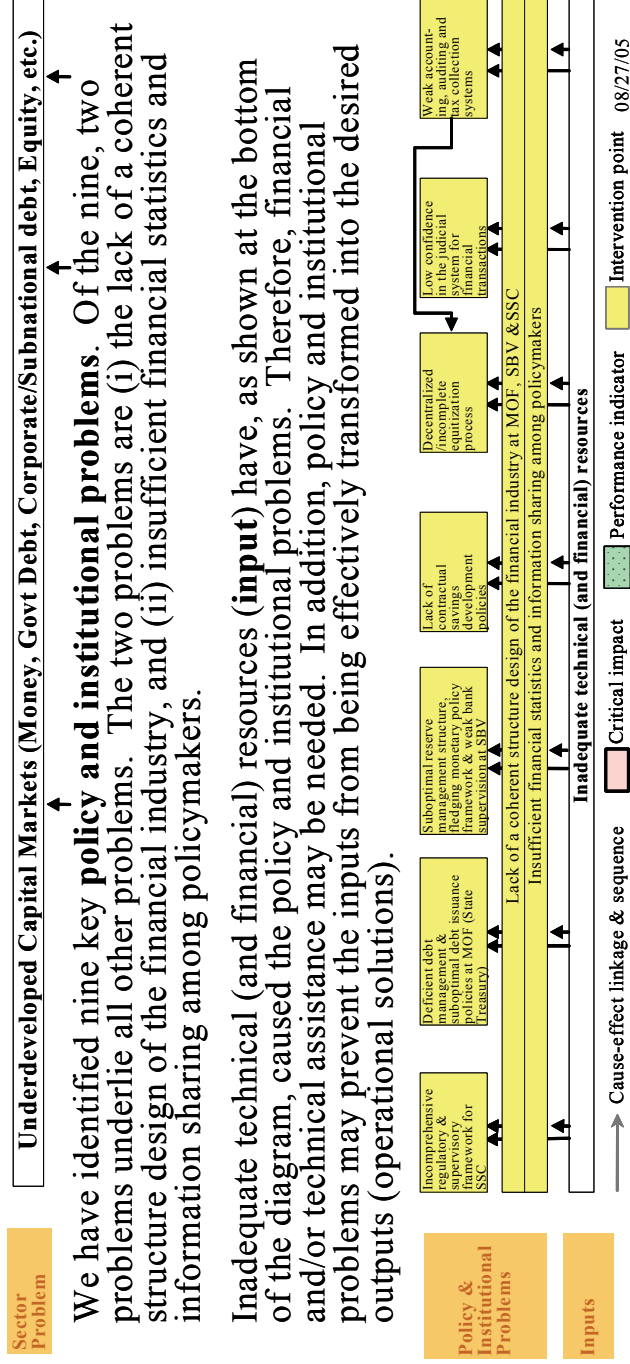 Sector
Problem
Underdeveloped Capital Markets (Money, Govt Debt, Corporate/Subnational debt, Equity, etc.)
We have identified nine key policy and institutional problems. Of the nine, two
problems underlie all other problems. The two problems are (i) the lack of a coherent
structure design of the financial industry, and (ii) insufficient financial statistics and
information sharing among policymakers.
Inadequate technical (and financial) resources (input) have, as shown at the bottom
of the diagram, caused the policy and institutional problems. Therefore, financial
and/or technical assistance may be needed. In addition, policy and institutional
problems may prevent the inputs from being effectively transformed into the desired
outputs (operational solutions).
Policy &
Institutional
Problems
Incomprehensive
regulatory &
supervisory
framework for
SSC
Deficient debt
management &
suboptimal debt issuance
policies at MOF (State
Treasury)
Suboptimal reserve
management structure,
fledging monetary policy
framework & weak bank
supervision at SBV
Lack of
contractual
savings
development
policies
Decentralized
/incomplete
equitization
process
Low confidence
in the judicial
system for
financial
transactions
Weak account-
ing, auditing and
tax collection
systems
Lack of a coherent structure design of the financial industry at MOF, SBV &SSC
Insufficient financial statistics and information sharing among policymakers
Inputs
Inadequate technical (and financial) resources
Cause-effect linkage & sequence
Critical impact
Performance indicator
Intervention point
08/27/05